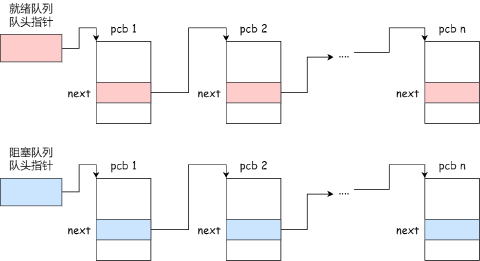 就绪队列
队头指针
pcb 1
pcb 2
pcb n
next
next
....
next
阻塞队列
队头指针
pcb 1
pcb 2
pcb n
next
next
....
next